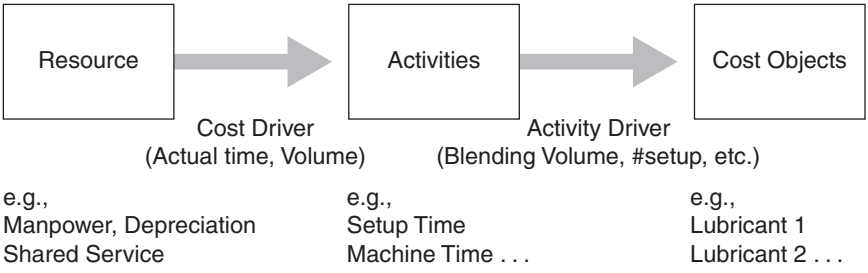 Resource
Activities
Cost Objects
Cost Driver
(Actual time, Volume)
Activity Driver
(Blending Volume, #setup, etc.)
e.g.,
Manpower, Depreciation
Shared Service
e.g.,
Setup Time
Machine Time . . .
e.g.,
Lubricant 1
Lubricant 2 . . .